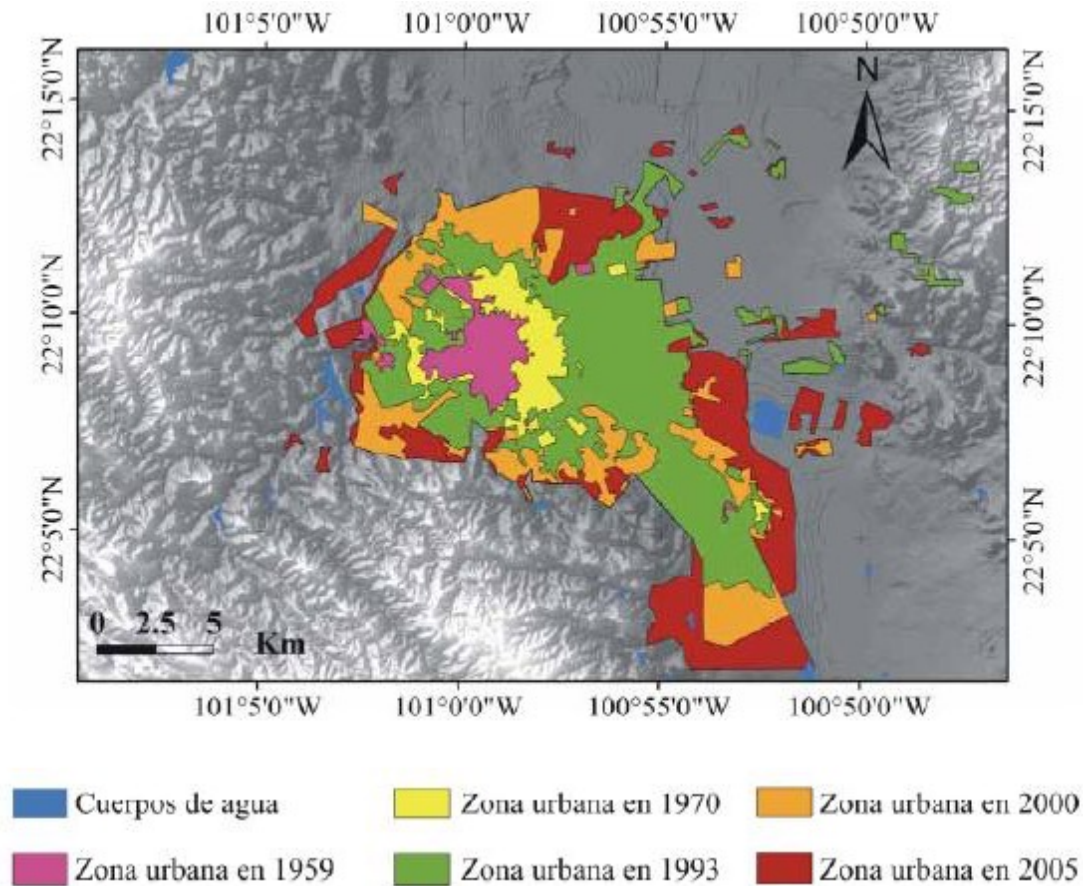 101°5'0"W 101°0'0"W 100°55'0"W 100°50'0"W
N
22°15'0"N 22°15'0"N
22°10'0"N 22°10'0"N
22°5'0"N 22°5'0"N
0 2.5 5
Km
101°5'0"W 101°0'0"W 100°55'0"W 100°50'0"W
Cuerpos de agua Zona urbana en 1970 Zona urbana en 2000
Zona urbana en 1959 Zona urbana en 1993 Zona urbana en 2005